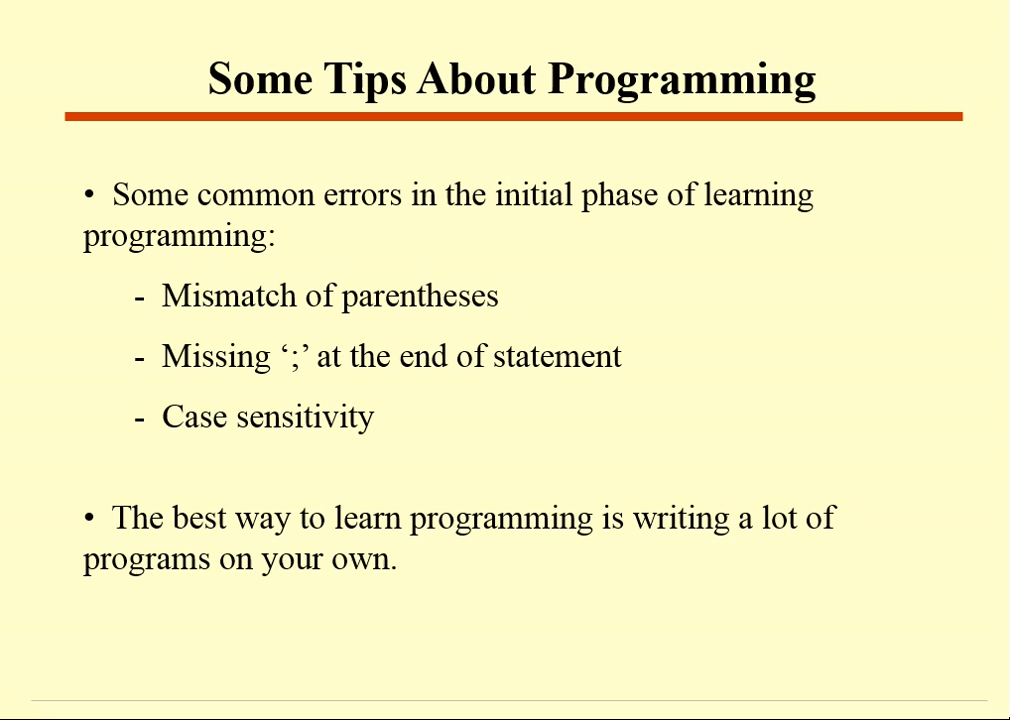 Some Tips About Programming
• Some common errors in the initial phase of learning
programming:
- Mismatch of parentheses
- Missing ‘;’ at the end of statement
- Case sensitivity
• The best way to learn programming is writing a lot of
programs on your own.